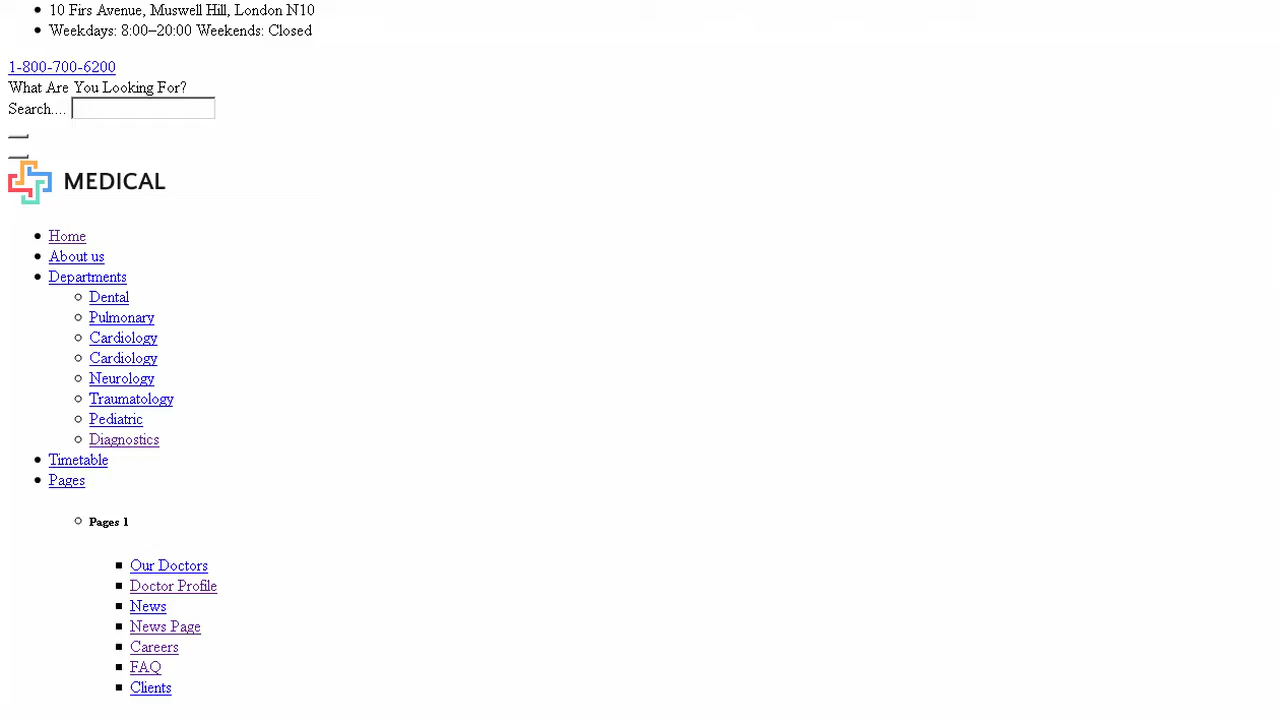 10 Firs Avenue, Muswell Hill, London N10
Weekdays: 8:00–20:00 Weekends: Closed
1-800-700-6200
What Are You Looking For?
Search....
MEDICAL
Home
About us
Departments
Dental
Pulmonary
Cardiology
Cardiology
Neurology
Traumatology
Pediatric
Diagnostics
Timetable
Pages
Pages 1
Our Doctors
Doctor Profile
News
News Page
Careers
FAQ
Clients